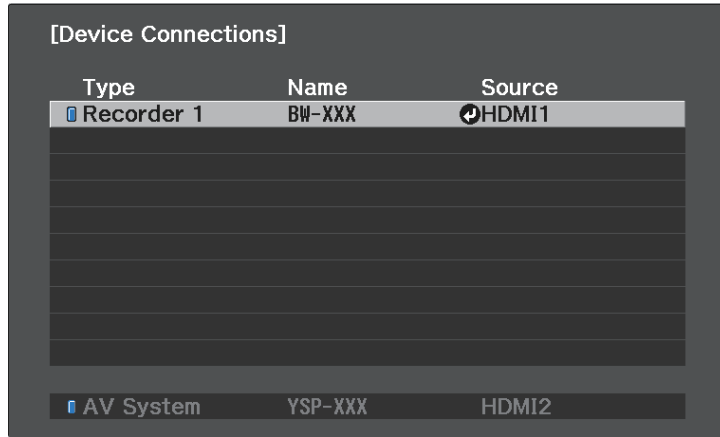 [Device Connections]
Type Name Source
Recorder 1 BW-XXX HDMI1
AV System YSP-XXX HDMI2